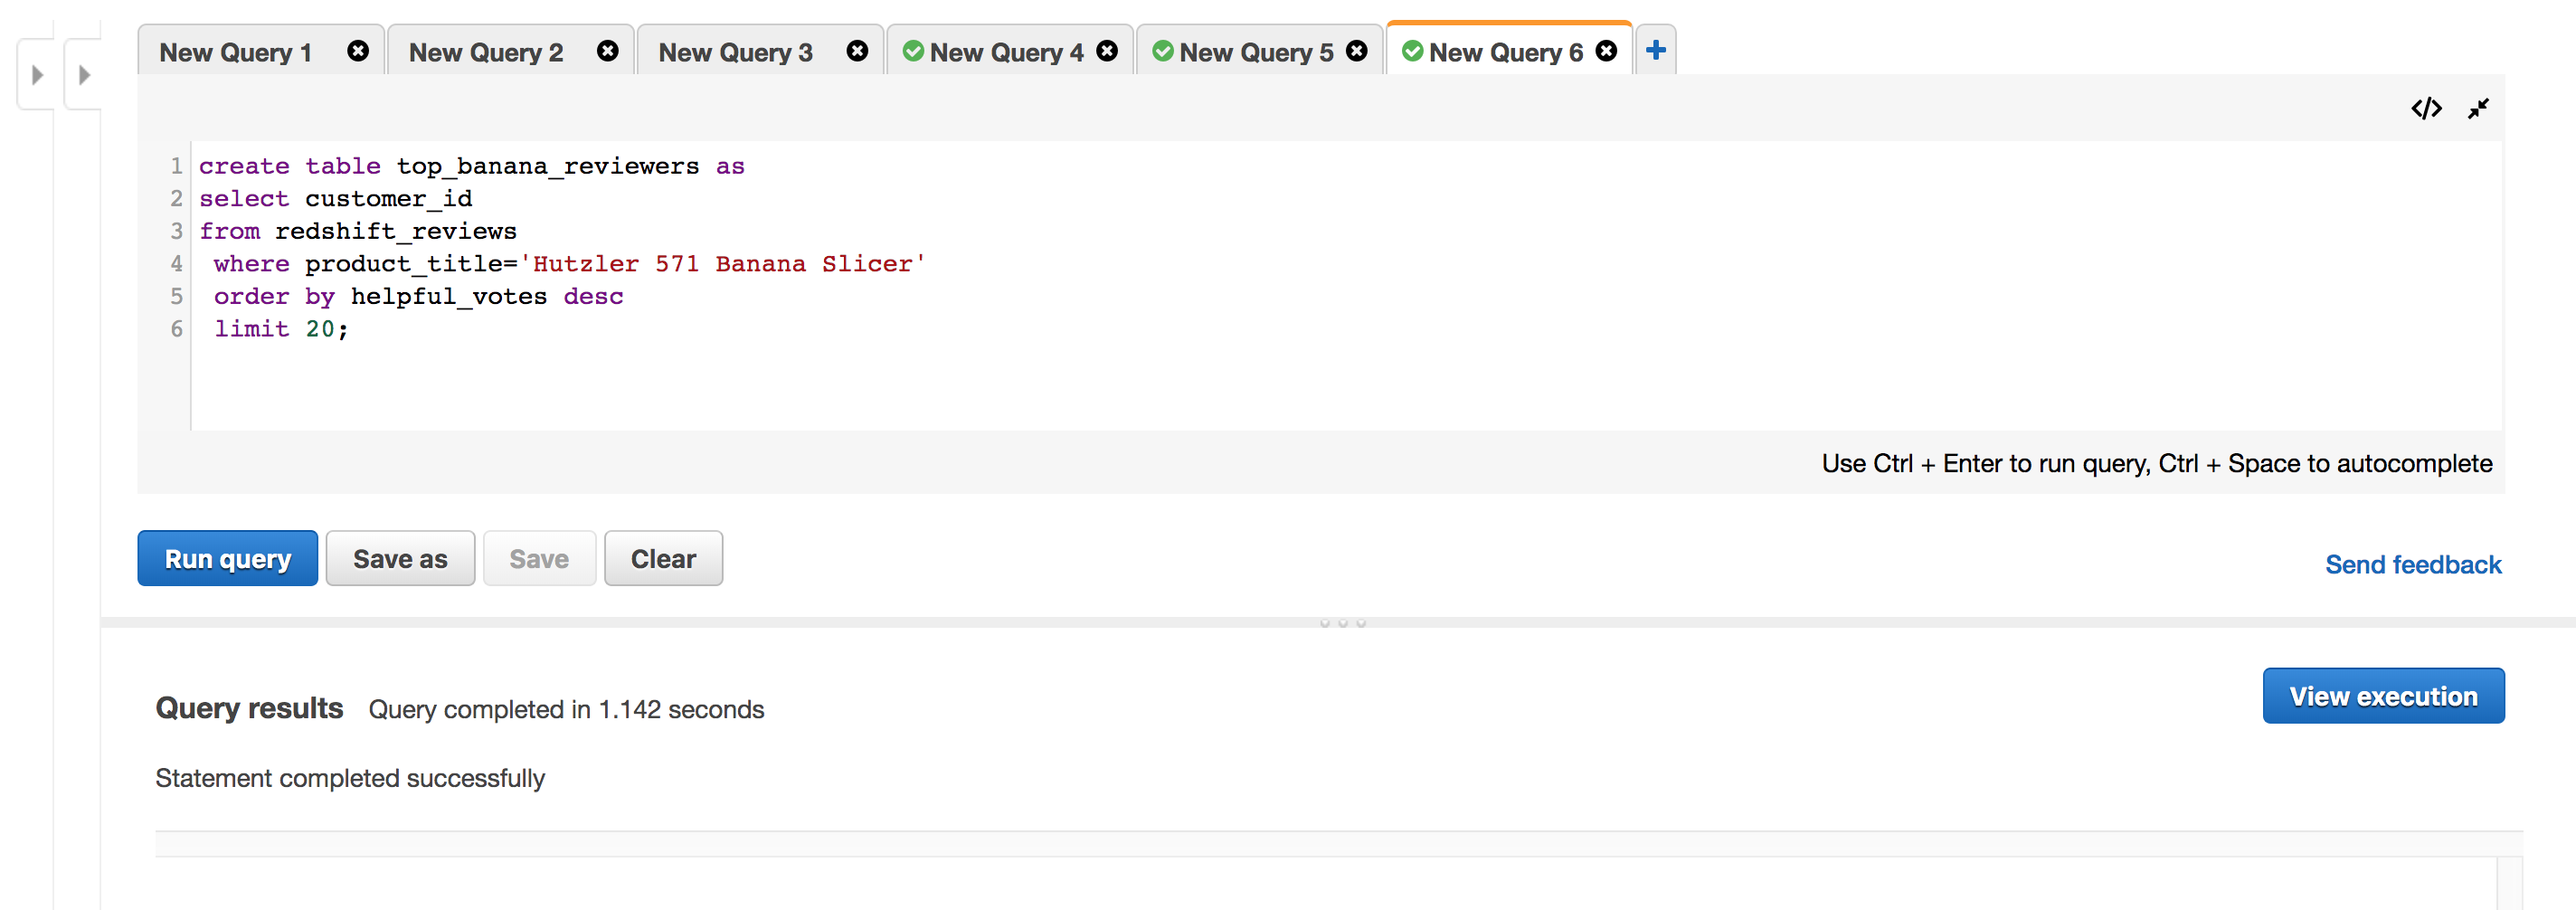 New Query 1 New Query 2 New Query 3 New Query 4 New Query 5 New Query 6 +
</>
1 create table top_banana_reviewers as
2 select customer_id
3 from redshift_reviews
4 where product_title='Hutzler 571 Banana Slicer'
5 order by helpful_votes desc
6 limit 20;
Use Ctrl + Enter to run query, Ctrl + Space to autocomplete
Run query Save as Save Clear
Send feedback
Query results Query completed in 1.142 seconds
View execution
Statement completed successfully